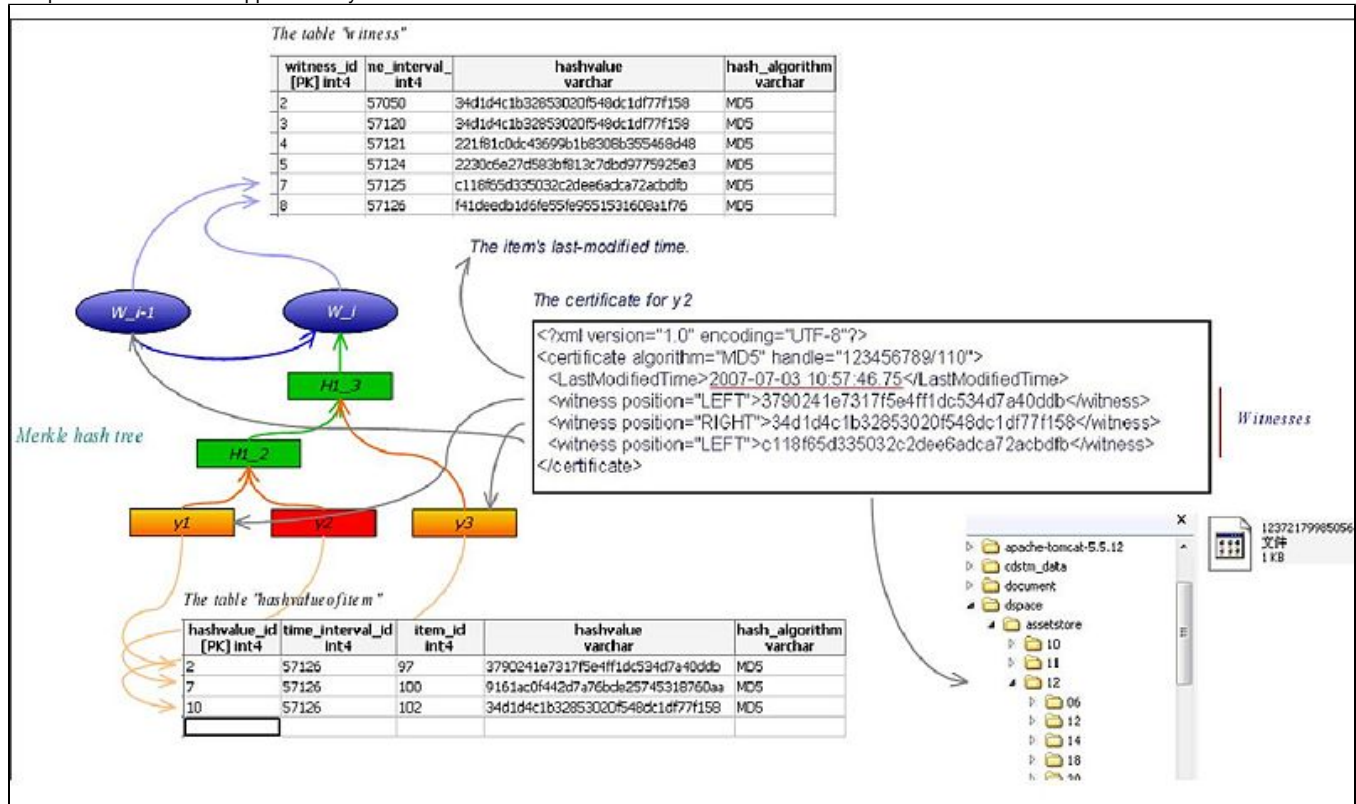 The table "witness"
witness_id ne_interval_ hashvalue hash_algorithm
[PK] int4 int4 varchar varchar
2 57050 34d1d4c1b32853020f548dc1df77f158 MD5
3 57120 34d1d4c1b32853020f548dc1df77f158 MD5
4 57121 221f81c0dc43699b1b8308b355468d48 MD5
5 57124 2230c6e27d583bf813c7dbd9775925e3 MD5
7 57125 c118f65d335032c2dee6adca72acbdfb MD5
8 57126 f41deedb1d6fe55fe9551531608a1f76 MD5
The item's last-modified time.
W_i-1
W_i
The certificate for y2
<?xml version="1.0" encoding="UTF-8"?>
<certificate algorithm="MD5" handle="123456789/110">
<LastModifiedTime>2007-07-03 10:57:46.75</LastModifiedTime>
<witness position="LEFT">3790241e7317f5e4ff1dc534d7a40ddb</witness>
<witness position="RIGHT">34d1d4c1b32853020f548dc1df77f158</witness>
<witness position="LEFT">c118f65d335032c2dee6adca72acbdfb</witness>
</certificate>
Witnesses
H1_3
Merkle hash tree
H1_2
y1
y2
y3
The table "hashvalueofitem"
hashvalue_id time_interval_id item_id hashvalue hash_algorithm
[PK] int4 int4 int4 varchar varchar
2 57126 97 3790241e7317f5e4ff1dc534d7a40ddb MD5
7 57126 100 9161ac0f442d7a76bde25745318760aa MD5
10 57126 102 34d1d4c1b32853020f548dc1df77f158 MD5
x
apache-tomcat-5.5.12
cdstm_data
document
dspace
assetstore
10
11
12
06
12
14
18
12372179985056
文件
1 KB